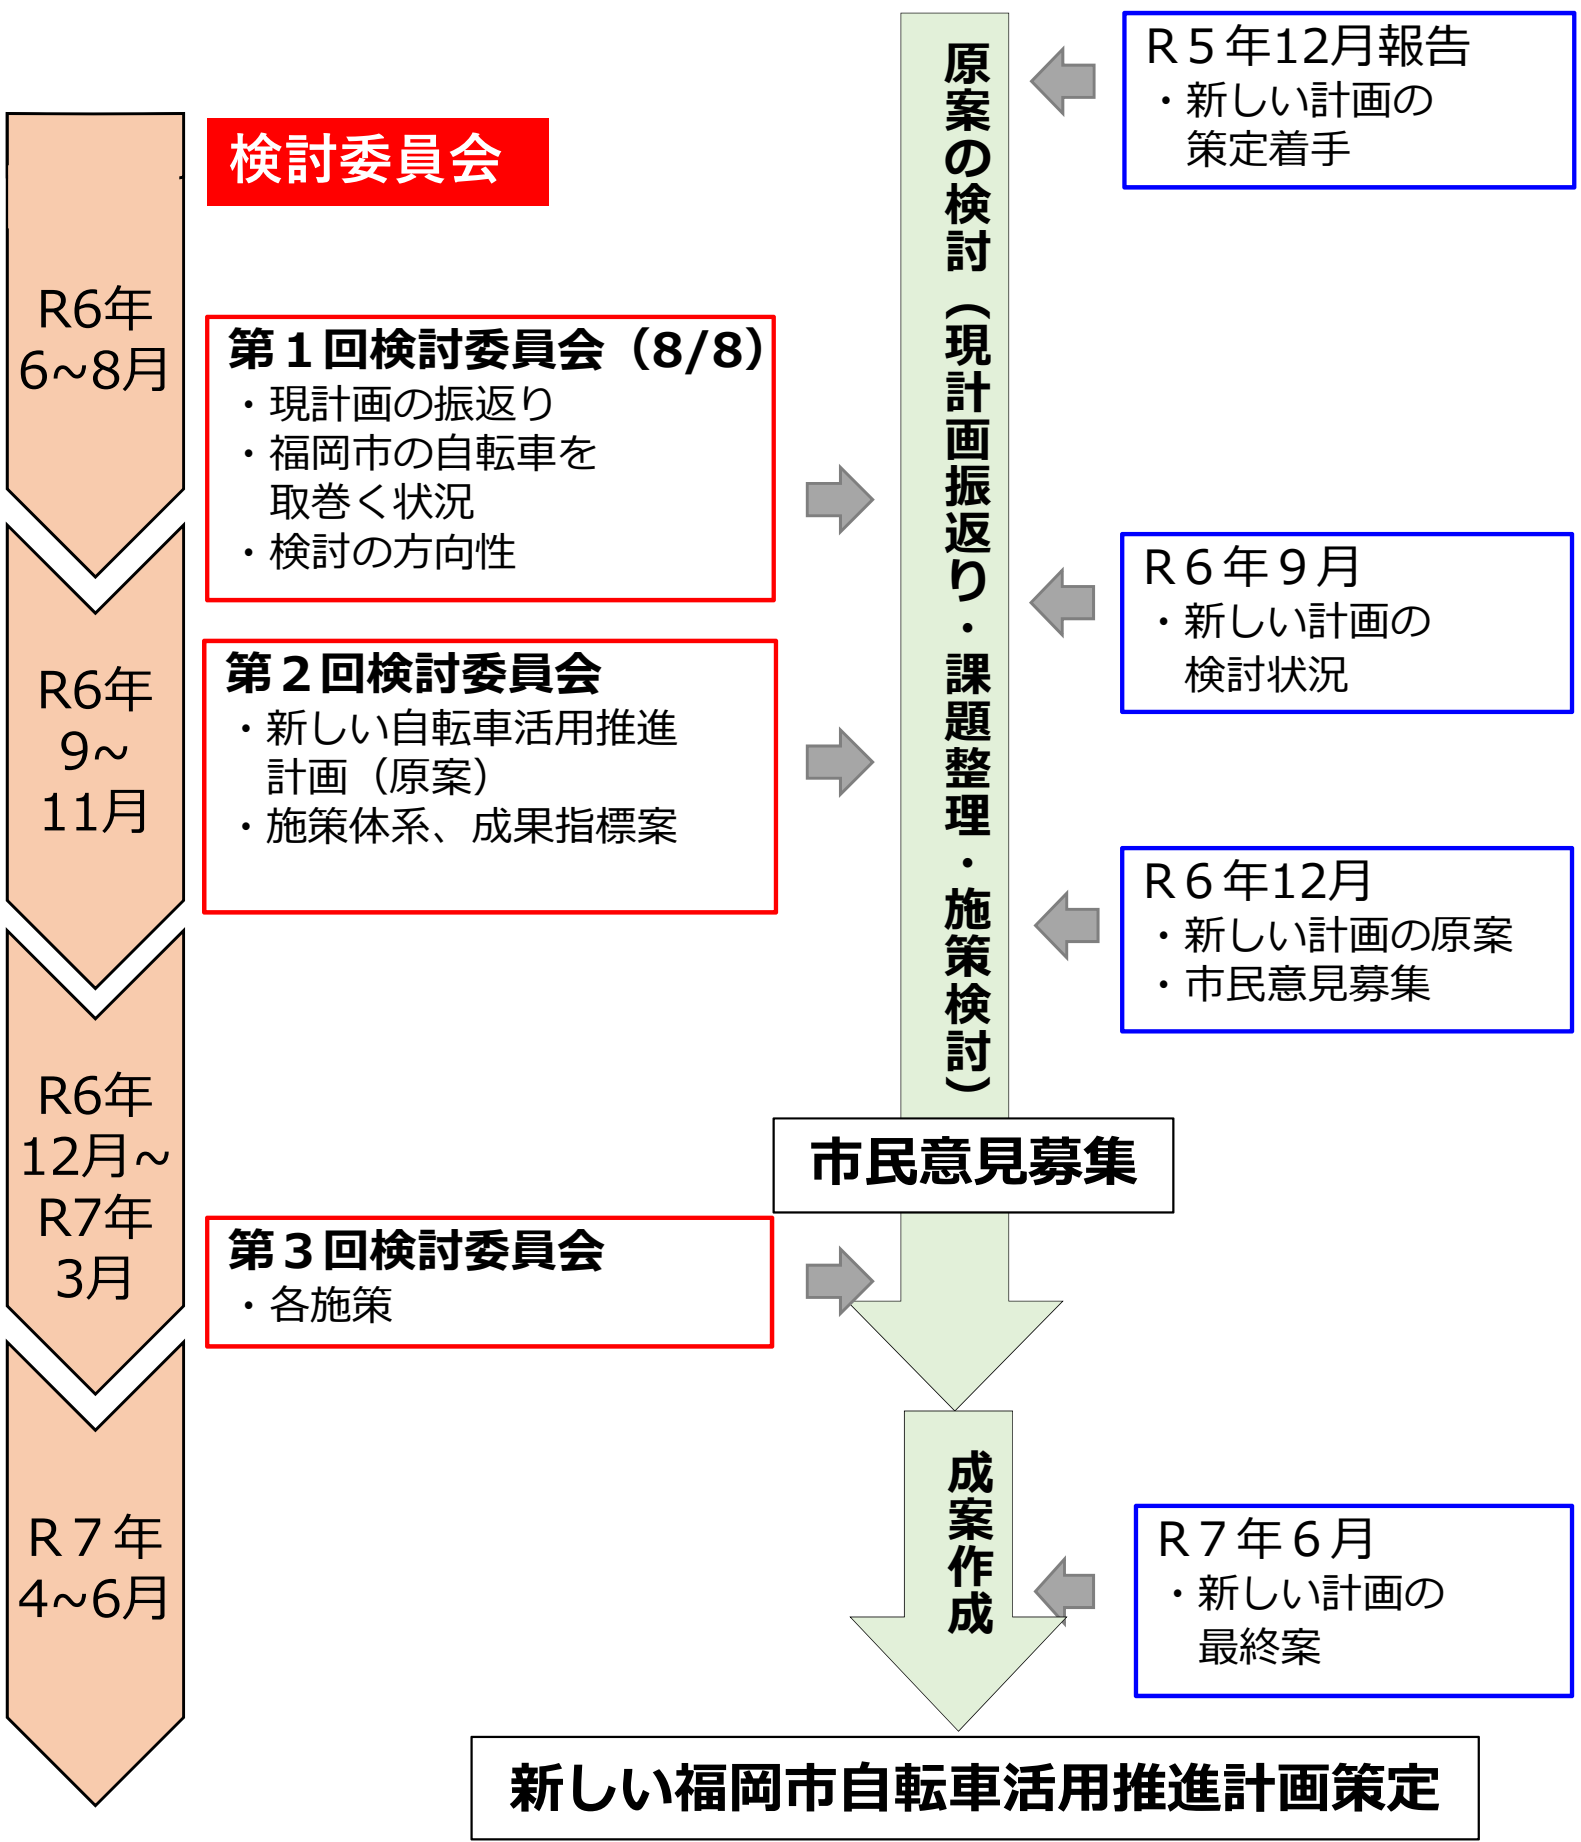 R6年
6~8月
R6年
9~
11月
R6年
12月~
R7年
3月
R７年
4~6月
検討委員会
第１回検討委員会（8/8）
・現計画の振返り
・福岡市の自転車を
取巻く状況
・検討の方向性
第２回検討委員会
・新しい自転車活用推進
計画（原案）
・施策体系、成果指標案
第３回検討委員会
・各施策
原案の検討（現計画振返り・課題整理・施策検討）
市民意見募集
成案作成
R５年12月報告
・新しい計画の
策定着手
R６年９月
・新しい計画の
検討状況
R６年12月
・新しい計画の原案
・市民意見募集
R７年６月
・新しい計画の
最終案
新しい福岡市自転車活用推進計画策定